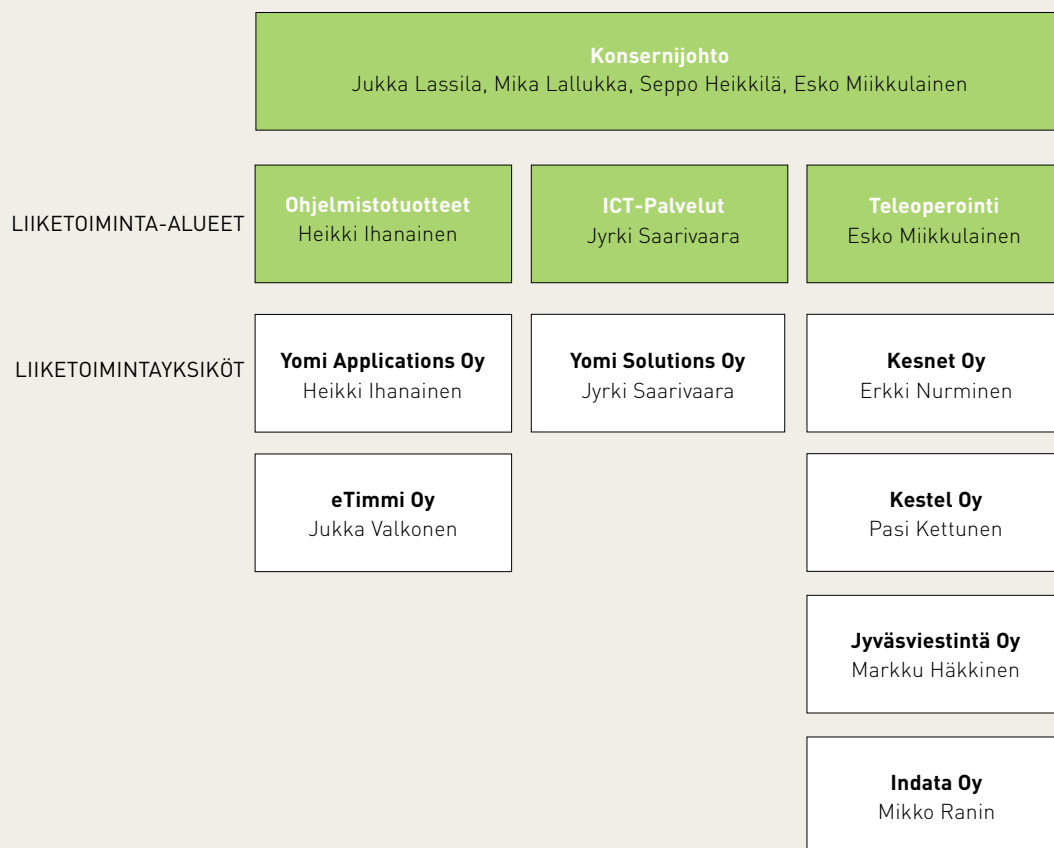 Konsernijohto
Jukka Lassila, Mika Lallukka, Seppo Heikkilä, Esko Miikkulainen
LIIKETOIMINTA-ALUEET
Ohjelmistotuotteet
Heikki Ihanainen
ICT-Palvelut
Jyrki Saarivaara
Teleoperointi
Esko Miikkulainen
LIIKETOIMINTAYKSIKÖT
Yomi Applications Oy
Heikki Ihanainen
Yomi Solutions Oy
Jyrki Saarivaara
Kesnet Oy
Erkki Nurminen
eTimmi Oy
Jukka Valkonen
Kestel Oy
Pasi Kettunen
Jyväsviestintä Oy
Markku Häkkinen
Indata Oy
Mikko Ranin